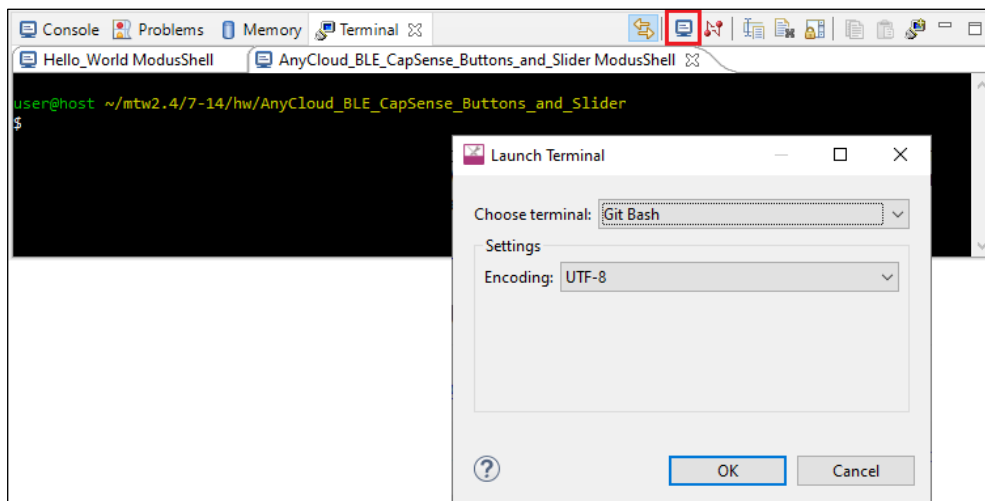 Console Problems Memory Terminal
Hello_World ModusShell AnyCloud_BLE_CapSense_Buttons_and_Slider ModusShell
user@host ~/mtw2.4/7-14/hw/AnyCloud_BLE_CapSense_Buttons_and_Slider
$
Launch Terminal
Choose terminal: Git Bash
Settings
Encoding: UTF-8
OK Cancel